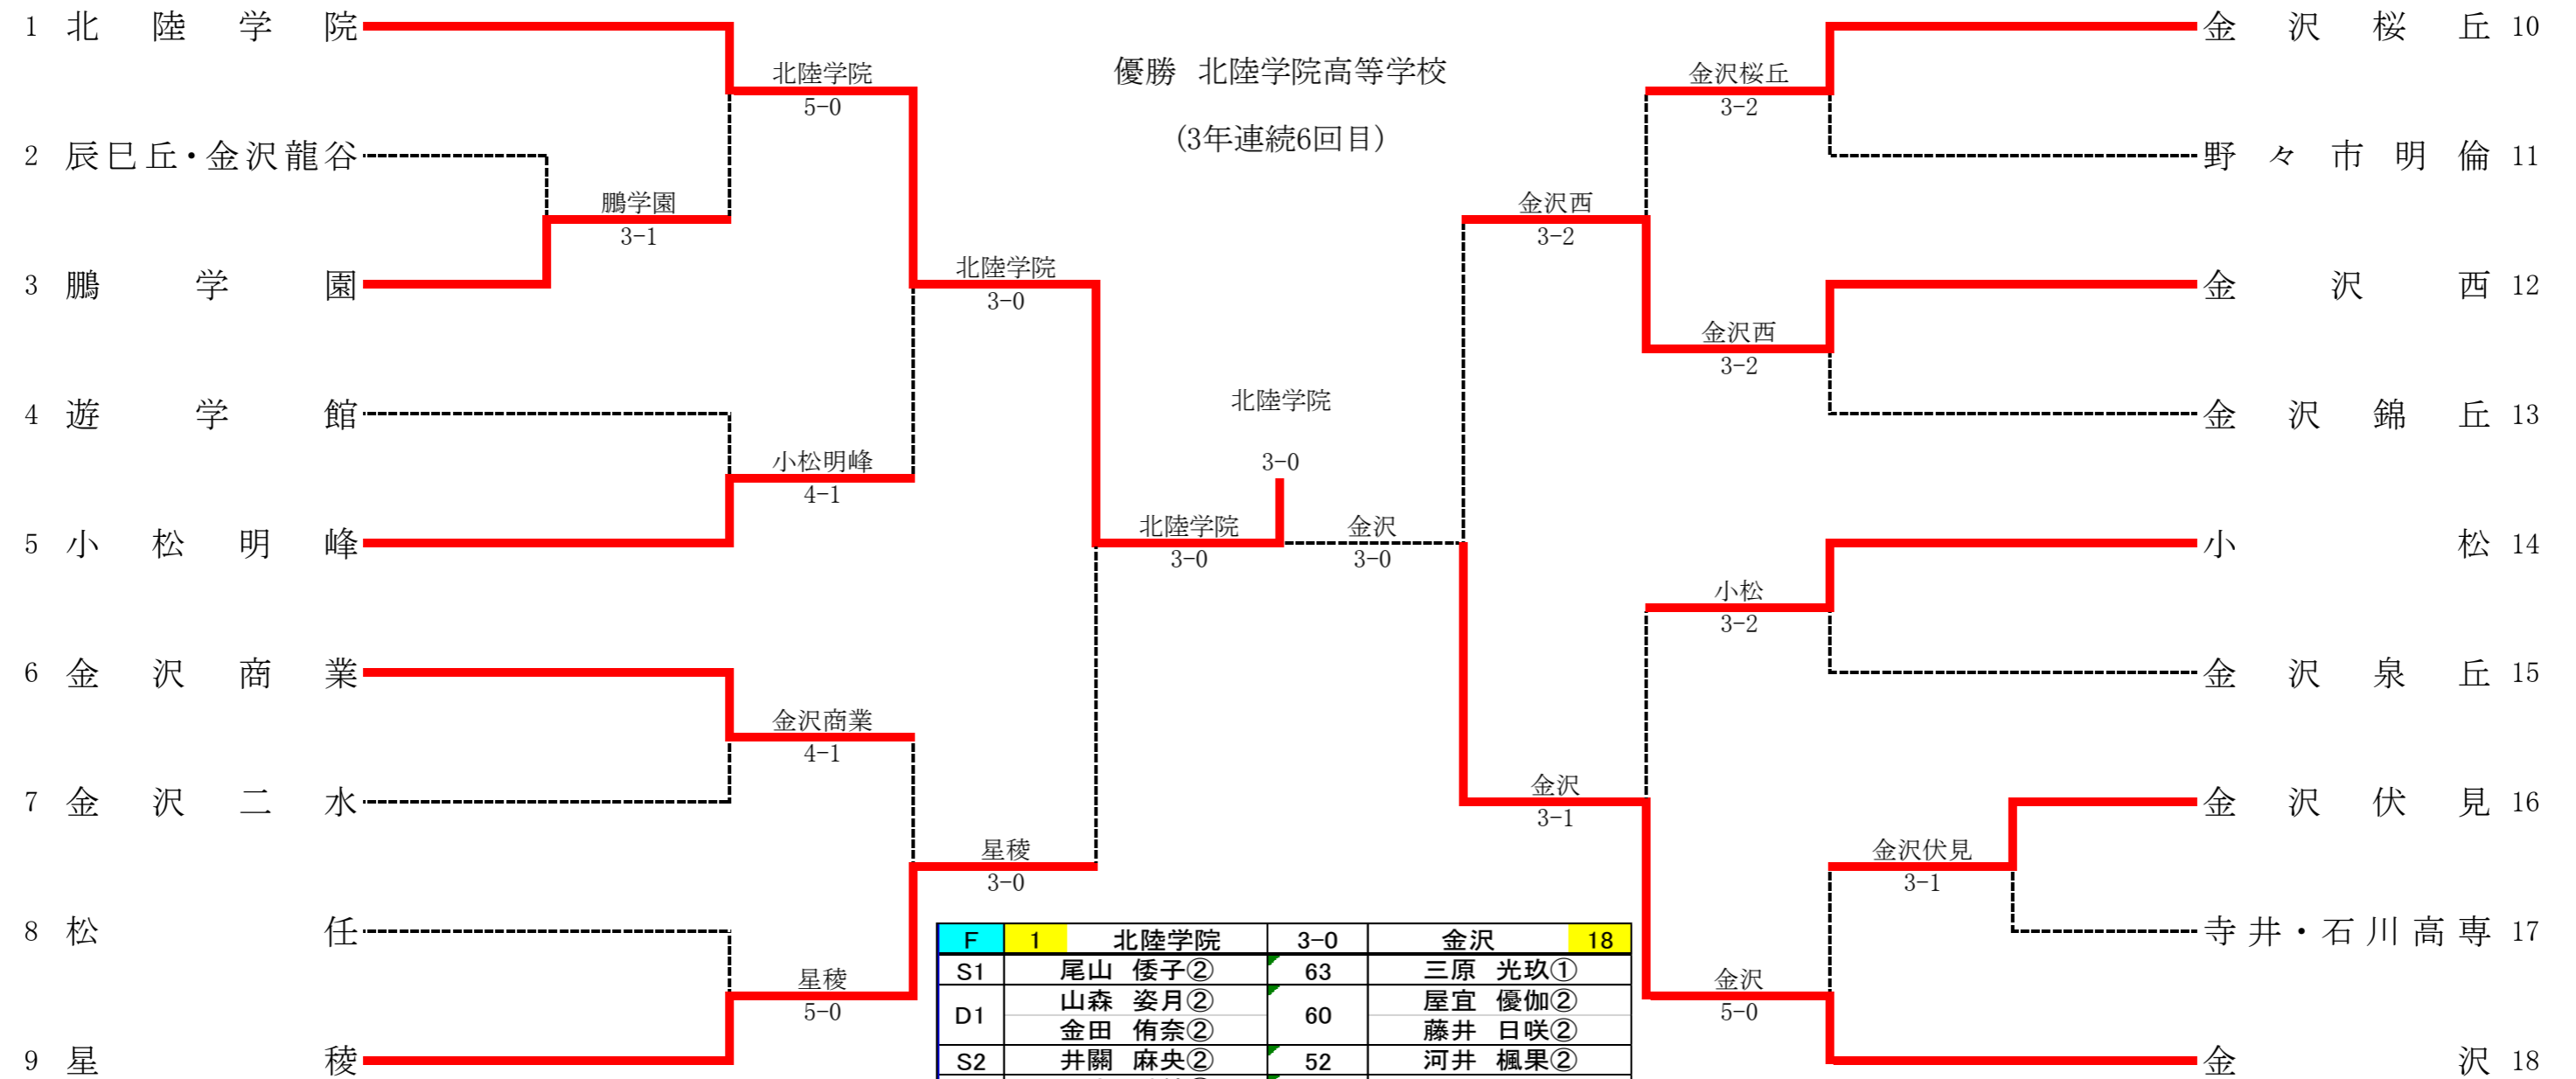 優勝 北陸学院高等学校
(3年連続6回目)
1 北陸学院
2 辰巳丘・金沢龍谷
3 鵬学園
4 遊学館
5 小松明峰
6 金沢商業
7 金沢二水
8 松任
9 星稜
鵬学園
3-1
北陸学院
5-0
小松明峰
4-1
金沢商業
4-1
星稜
5-0
北陸学院
3-0
星稜
3-0
北陸学院
3-0
北陸学院
3-0
金沢
3-0
金沢西
3-2
金沢
3-1
金沢桜丘
3-2
金沢西
3-2
小松
3-2
金沢
5-0
金沢伏見
3-1
金沢桜丘 10
野々市明倫 11
金沢西 12
金沢錦丘 13
小松 14
金沢泉丘 15
金沢伏見 16
寺井・石川高専 17
金沢 18
F 1 北陸学院 3-0 金沢 18
S1 尾山 倭子② 63 三原 光玖①
D1 山森 姿月② 60 屋宜 優伽②
金田 侑奈② 藤井 日咲②
S2 井關 麻央② 52 河井 楓果②